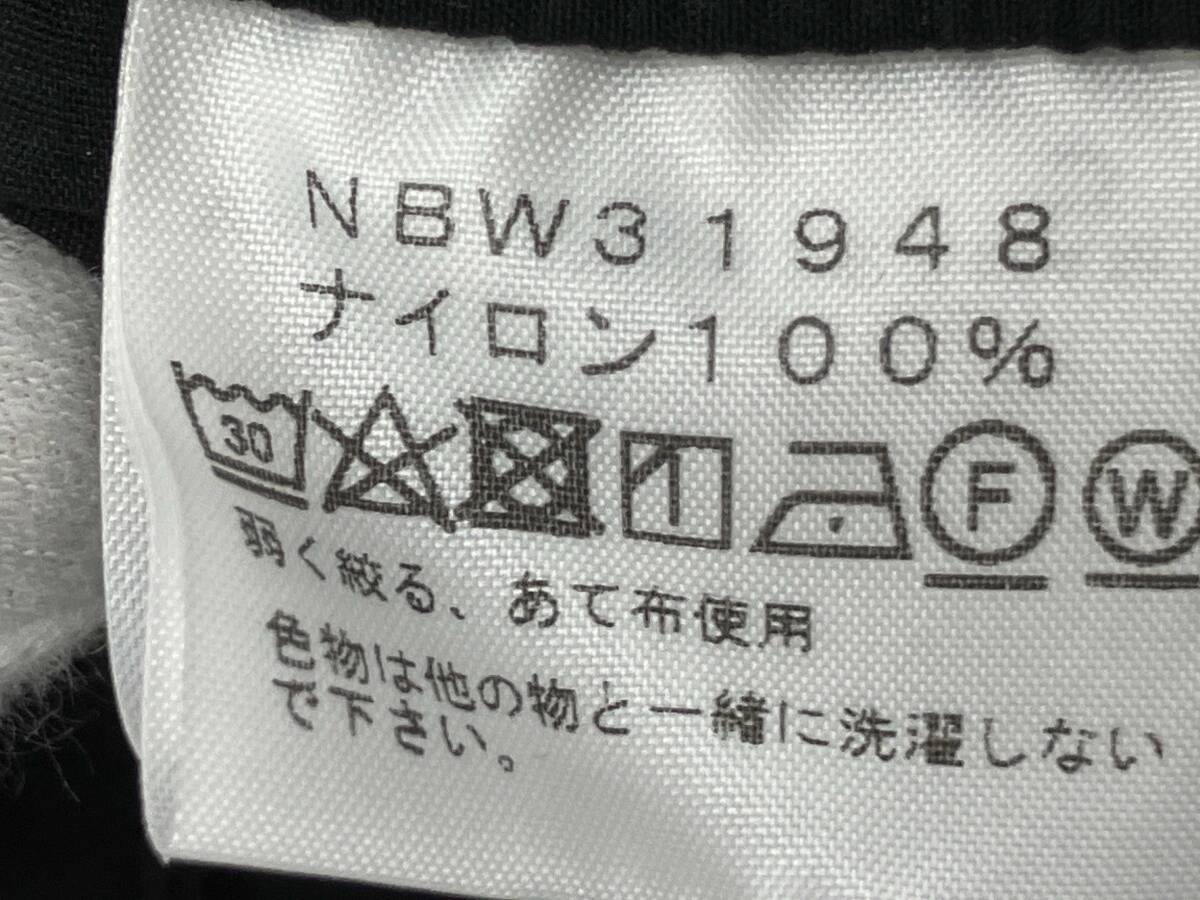 NBW31948
ナイロン100%
30 F W
弱く絞る、あて布使用
色物は他の物と一緒に洗濯しない
で下さい。